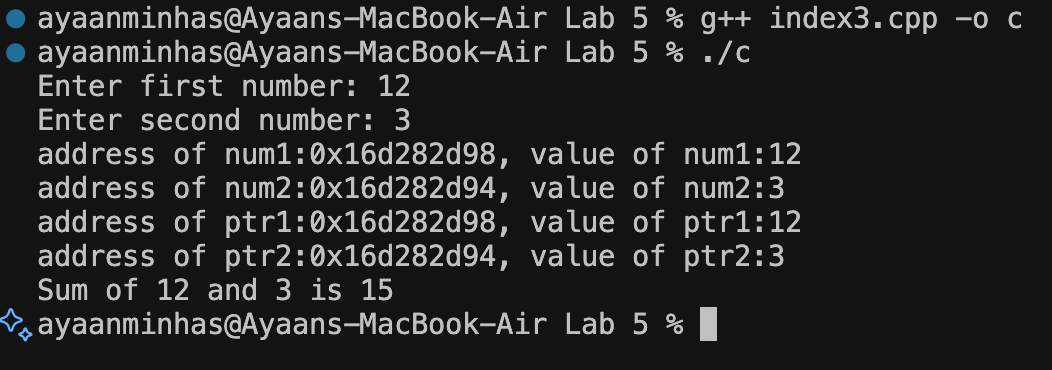 ayaanminhas@Ayaans-MacBook-Air Lab 5 % g++ index3.cpp -o c
ayaanminhas@Ayaans-MacBook-Air Lab 5 % ./c
Enter first number: 12
Enter second number: 3
address of num1:0x16d282d98, value of num1:12
address of num2:0x16d282d94, value of num2:3
address of ptr1:0x16d282d98, value of ptr1:12
address of ptr2:0x16d282d94, value of ptr2:3
Sum of 12 and 3 is 15
ayaanminhas@Ayaans-MacBook-Air Lab 5 %